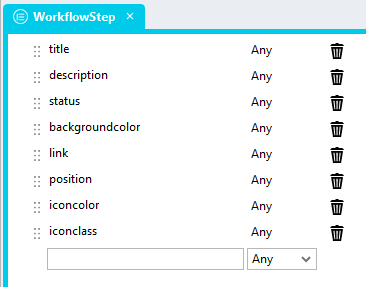 WorkflowStep ×
title Any
description Any
status Any
backgroundcolor Any
link Any
position Any
iconcolor Any
iconclass Any
Any